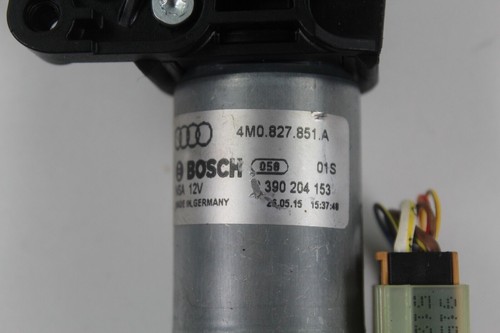 4M0.827.851.A
BOSCH 058 01S
12V 390 204 153
MADE IN GERMANY 26.05.15 15:37:48